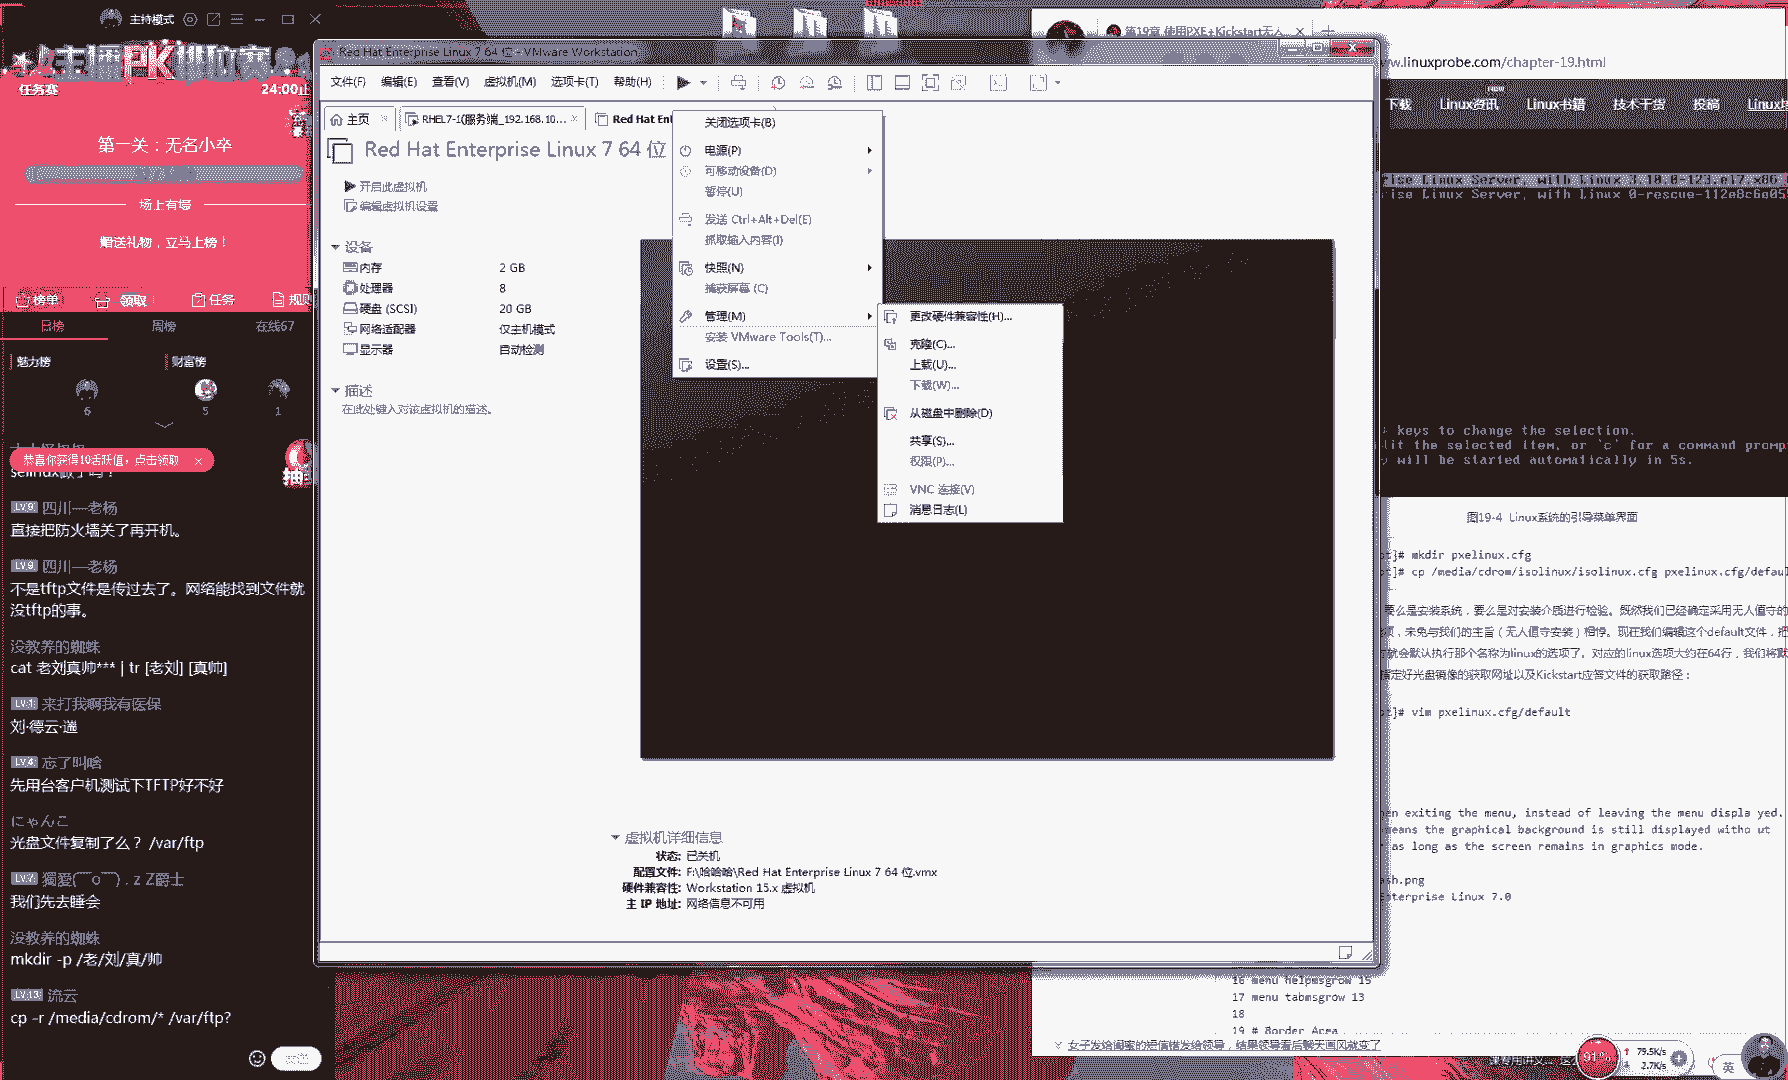 主持模式
主播PK
任务赛
24:00止
第一关：无名小卒
场上有你
赠送礼物，立马上榜！
榜单
领取
任务
规则
日榜
周榜
在线67
魅力榜
财富榜
6
5
1
恭喜你获得10活跃值，点击领取
LV.9 四川—老杨
直接把防火墙关了再开机。
LV.9 四川—老杨
不是tftp文件是传过去了。网络能找到文件就
没tftp的事。
没教养的蜘蛛
cat 老刘真帅*** | tr [老刘] [真帅]
LV.1 来打我啊我有医保
刘·德云·遄
LV.4 忘了叫啥
先用台客户机测试下TFTP好不好
にゃんこ
光盘文件复制了么？ /var/ftp
LV.7 獨愛(￣o￣) . z Z爵士
我们先去睡会
没教养的蜘蛛
mkdir -p /老/刘/真/帅
LV.13 流云
cp -r /media/cdrom/* /var/ftp?
Red Hat Enterprise Linux 7 64 位 - VMware Workstation
文件(F)
编辑(E)
查看(V)
虚拟机(M)
选项卡(T)
帮助(H)
主页
RHEL7-1(服务端_192.168.10...
Red Hat Ent
Red Hat Enterprise Linux 7 64 位
开启此虚拟机
编辑虚拟机设置
设备
内存 2 GB
处理器 8
硬盘 (SCSI) 20 GB
网络适配器 仅主机模式
显示器 自动检测
描述
在此处键入对该虚拟机的描述。
关闭选项卡(B)
电源(P)
可移动设备(D)
暂停(U)
发送 Ctrl+Alt+Del(E)
抓取输入内容(I)
快照(N)
捕获屏幕 (C)
管理(M)
安装 VMware Tools(T)...
设置(S)...
更改硬件兼容性(H)...
克隆(C)...
上载(U)...
下载(W)...
从磁盘中删除(D)
共享(S)...
权限(P)...
VNC 连接(V)
消息日志(L)
虚拟机详细信息
状态: 已关机
配置文件: F:\哈哈哈\Red Hat Enterprise Linux 7 64 位.vmx
硬件兼容性: Workstation 15.x 虚拟机
主 IP 地址: 网络信息不可用
第19章 使用PXE+Kickstart无人
w.linuxprobe.com/chapter-19.html
下载
Linux资讯
NEW
Linux书籍
技术干货
投稿
rise Linux Server, with Linux 3.10.0-123.el7.x86
rise Linux Server, with Linux 0-rescue-112e8c6a05
keys to change the selection.
dit the selected item, or `c' for a command prompt
will be started automatically in 5s.
图19-4 Linux系统的引导菜单界面
]# mkdir pxelinux.cfg
]# cp /media/cdrom/isolinux/isolinux.cfg pxelinux.cfg/defaul
要么是安装系统，要么是对安装介质进行检验。既然我们已经确定采用无人值守的
项，未免与我们的主旨（无人值守安装）相悖。现在我们编辑这个default文件，把
就会默认执行那个名称为linux的选项了。对应的linux选项大约在64行，我们将默
指定好光盘镜像的获取网址以及Kickstart应答文件的获取路径：
]# vim pxelinux.cfg/default
en exiting the menu, instead of leaving the menu displa yed.
means the graphical background is still displayed witho ut
as long as the screen remains in graphics mode.
sh.png
nterprise Linux 7.0
16 menu helpmsgrow 15
17 menu tabmsgrow 13
18
19 # Border Area
女子发给闺蜜的短信错发给领导，结果领导看后聊天画风就变了
91%
79.5K/s
2.7K/s
英